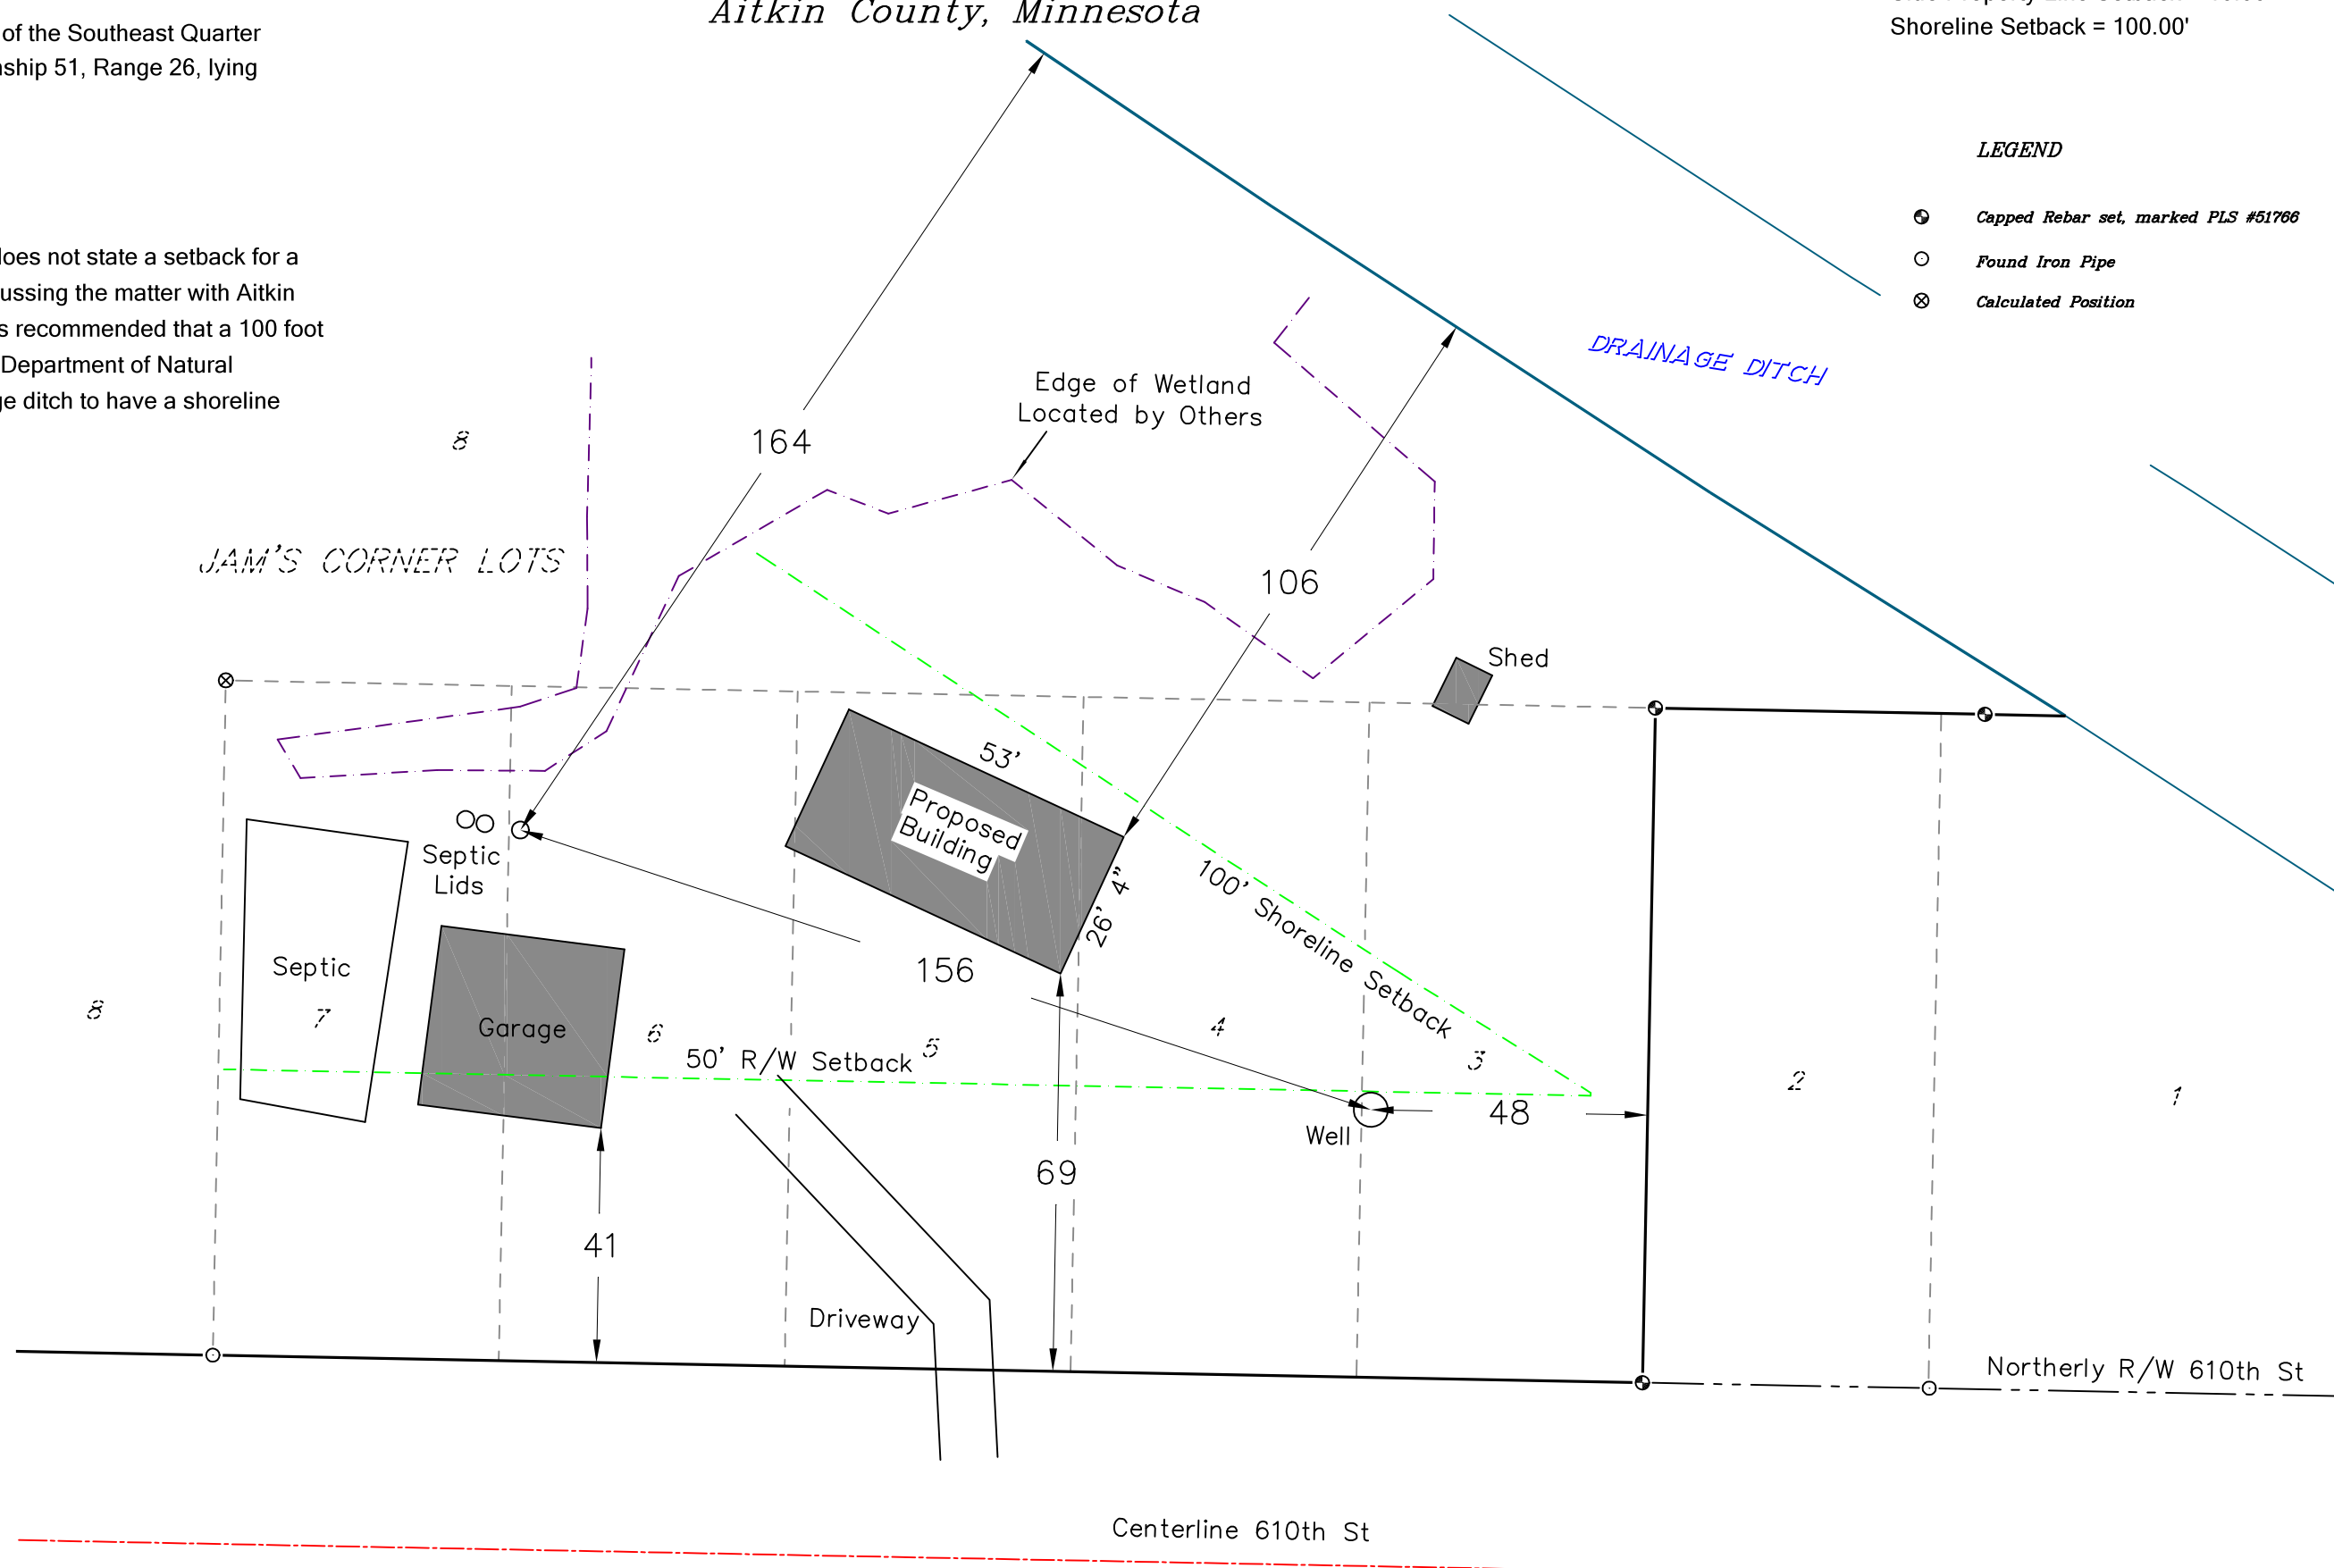 Aitkin County, Minnesota
of the Southeast Quarter
ship 51, Range 26, lying
Shoreline Setback = 100.00'
LEGEND
Capped Rebar set, marked PLS #51766
Found Iron Pipe
Calculated Position
does not state a setback for a
ussing the matter with Aitkin
s recommended that a 100 foot
Department of Natural
ge ditch to have a shoreline
DRAINAGE DITCH
Edge of Wetland
Located by Others
164
8
JAM'S CORNER LOTS
106
Shed
53'
Proposed
Building
26' 4"
Septic
Lids
100' Shoreline Setback
156
Septic
7
Garage
8
6
50' R/W Setback
5
4
3
2
1
48
Well
69
41
Driveway
Northerly R/W 610th St
Centerline 610th St